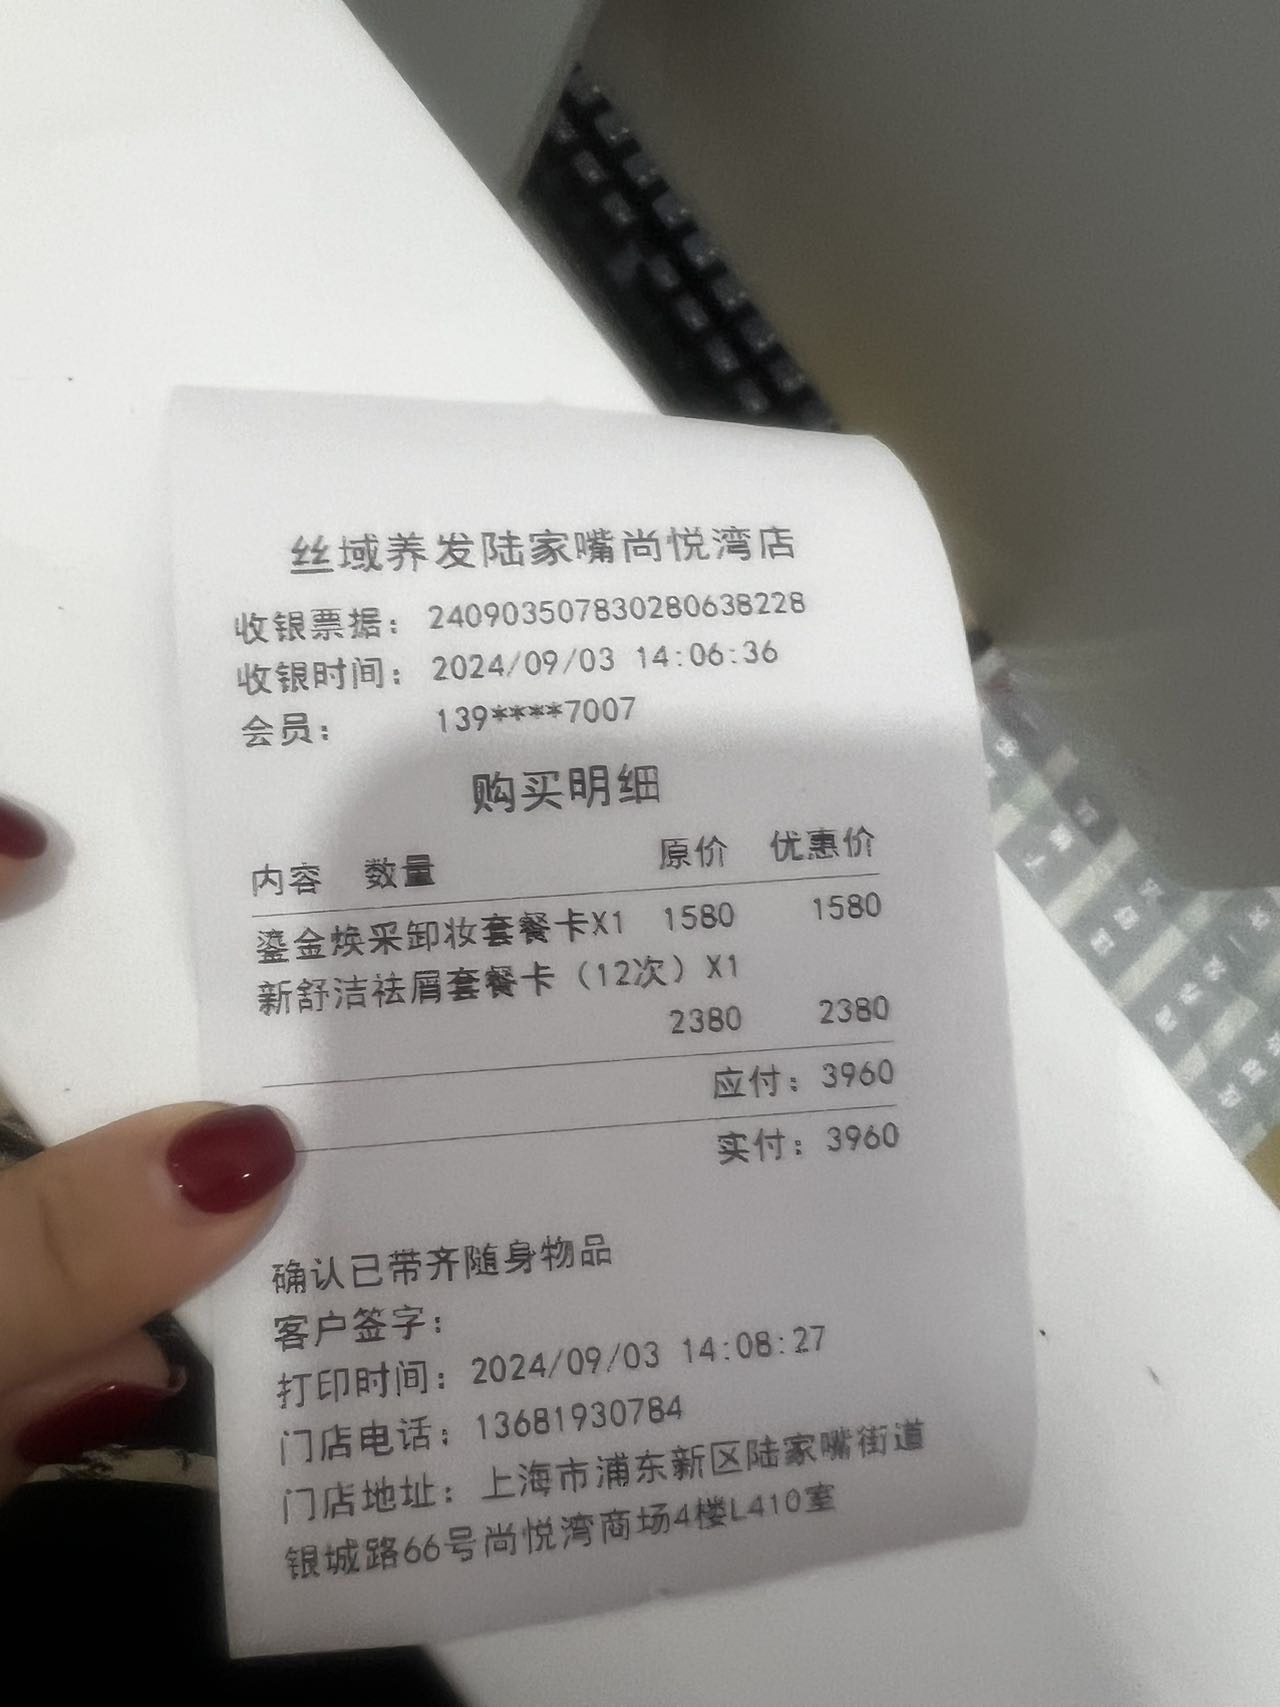 丝域养发陆家嘴尚悦湾店
收银票据： 240903507830280638228
收银时间： 2024/09/03 14:06:36
会员： 139****7007
购买明细
内容 数量 原价 优惠价
鎏金焕采卸妆套餐卡X1 1580 1580
新舒洁祛屑套餐卡（12次）X1
2380 2380
应付：3960
实付：3960
确认已带齐随身物品
客户签字：
打印时间：2024/09/03 14:08:27
门店电话：13681930784
门店地址：上海市浦东新区陆家嘴街道
银城路66号尚悦湾商场4楼L410室